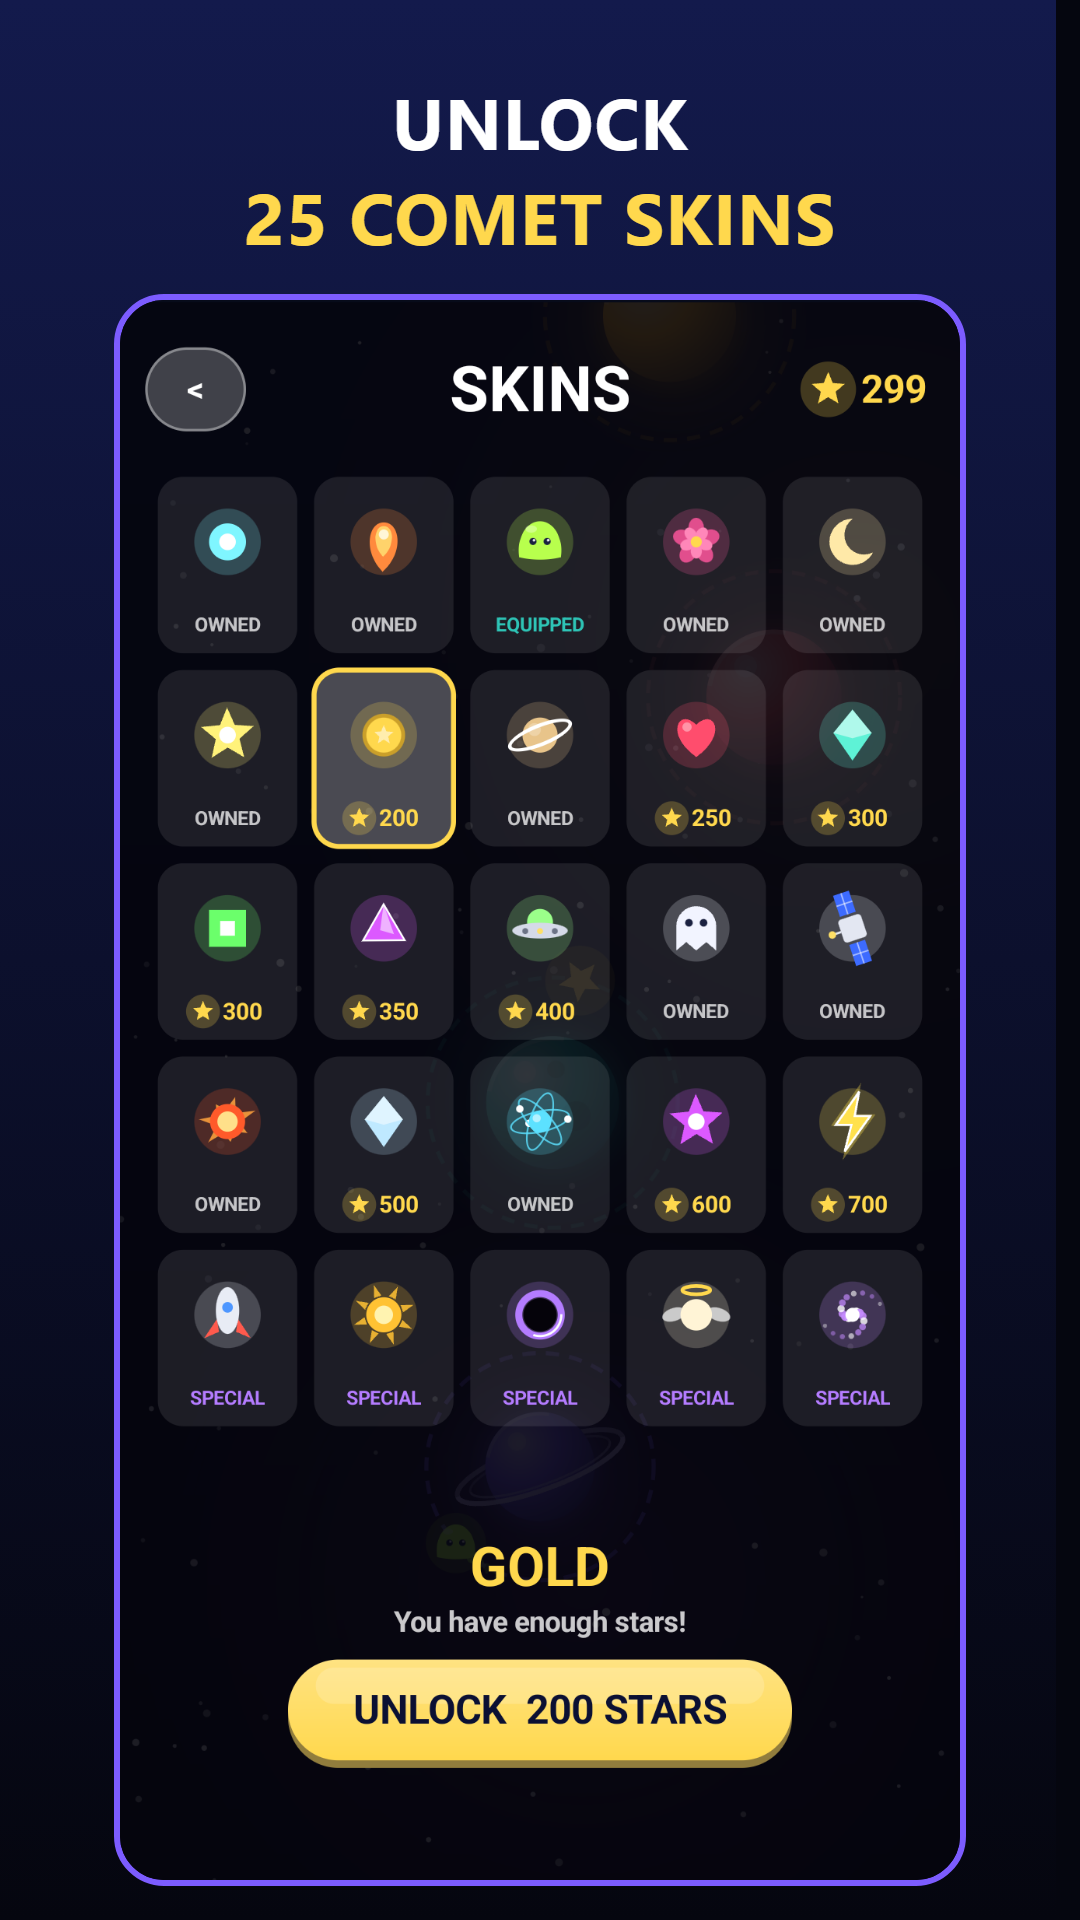 UNLOCK
25 COMET SKINS
< SKINS 299
OWNED OWNED EQUIPPED OWNED OWNED
OWNED 200 OWNED 250 300
300 350 400 OWNED OWNED
OWNED 500 OWNED 600 700
SPECIAL SPECIAL SPECIAL SPECIAL SPECIAL
GOLD
You have enough stars!
UNLOCK 200 STARS